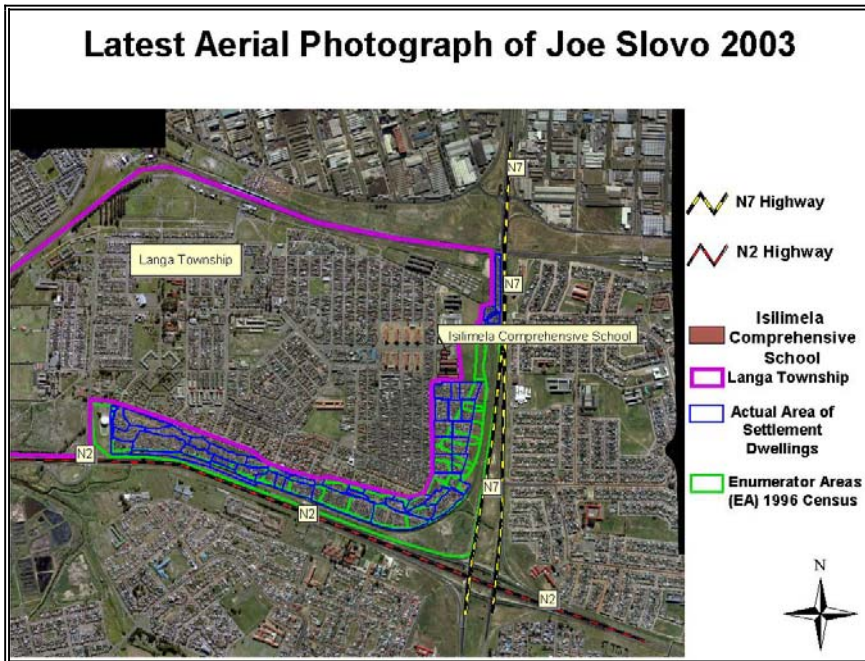 Latest Aerial Photograph of Joe Slovo 2003
N7
Langa Township
N7
Isilimela Comprehensive School
N2
N7
N2
N2
N7 Highway
N2 Highway
Isilimela
Comprehensive
School
Langa Township
Actual Area of
Settlement
Dwellings
Enumerator Areas
(EA) 1996 Census
N